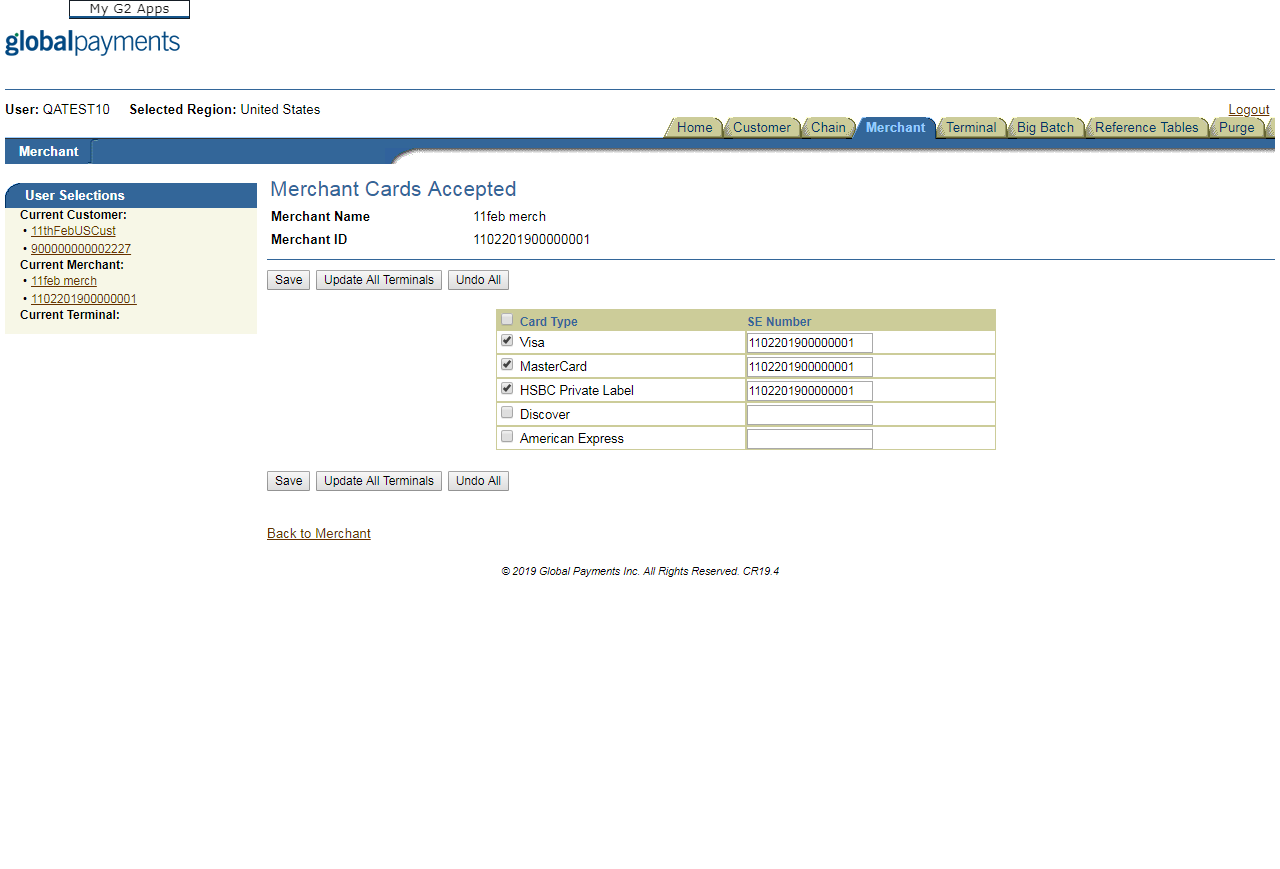 My G2 Apps
globalpayments
User: QATEST10 Selected Region: United States
Logout
Home Customer Chain Merchant Terminal Big Batch Reference Tables Purge
Merchant
User Selections
Current Customer:
• 11thFebUSCust
• 900000000002227
Current Merchant:
• 11feb merch
• 1102201900000001
Current Terminal:
Merchant Cards Accepted
Merchant Name 11feb merch
Merchant ID 1102201900000001
Save Update All Terminals Undo All
Card Type SE Number
Visa 1102201900000001
MasterCard 1102201900000001
HSBC Private Label 1102201900000001
Discover
American Express
Save Update All Terminals Undo All
Back to Merchant
© 2019 Global Payments Inc. All Rights Reserved. CR19.4